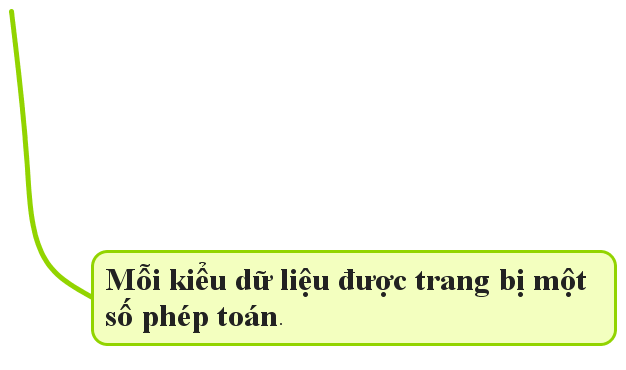 Mỗi kiểu dữ liệu được trang bị một
số phép toán.